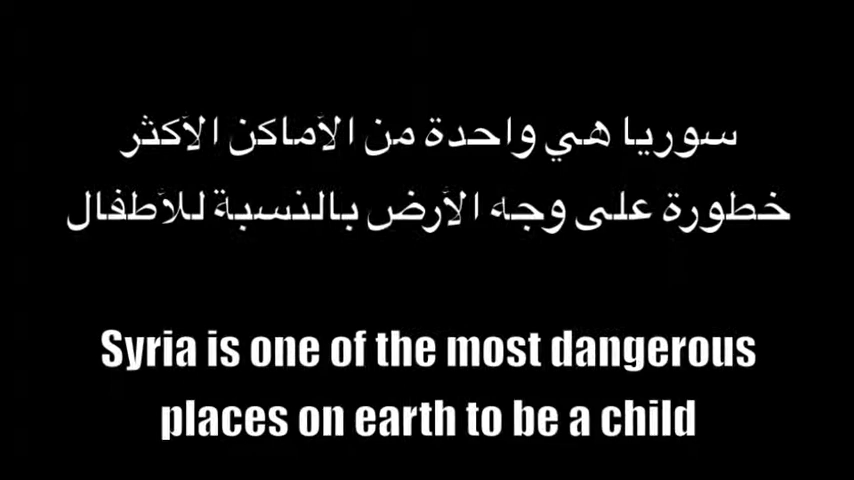 سوريا هي واحدة من الأماكن الأكثر
خطورة على وجه الأرض بالنسبة للأطفال
Syria is one of the most dangerous
places on earth to be a child